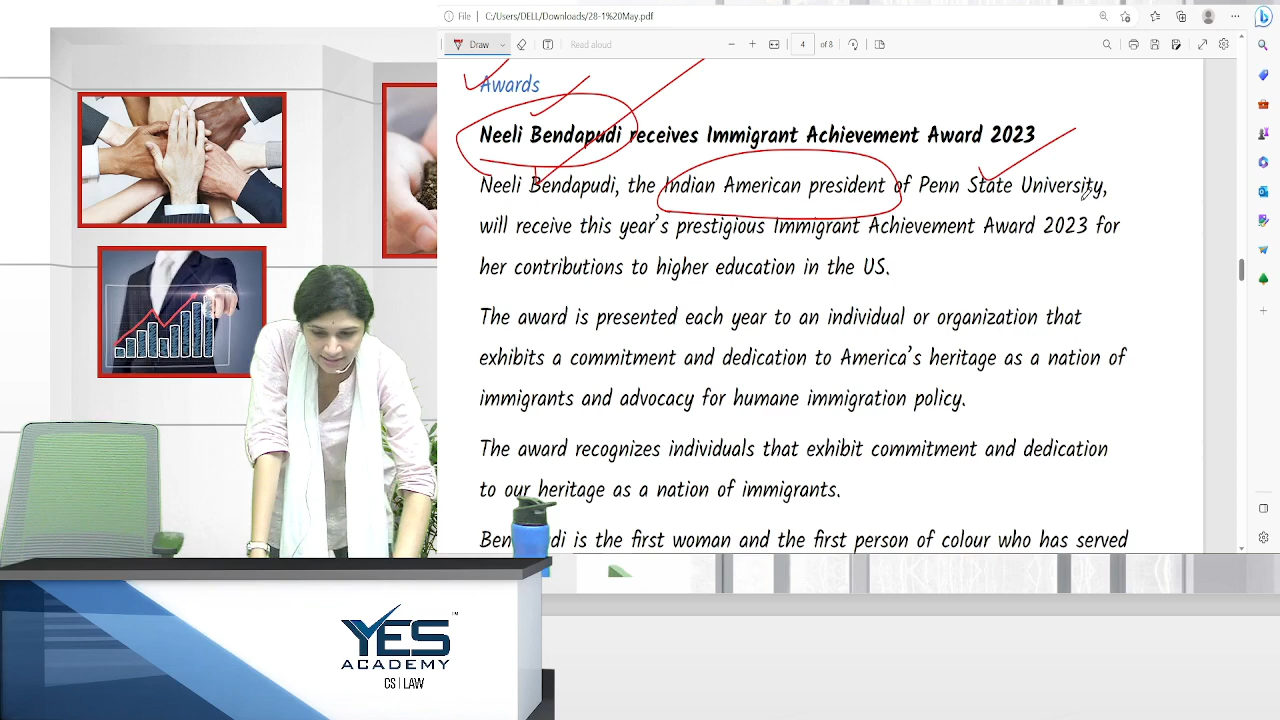 File | C:/Users/DELL/Downloads/28-1%20May.pdf
Draw
Read aloud
4 of 8
Awards
Neeli Bendapudi receives Immigrant Achievement Award 2023
Neeli Bendapudi, the Indian American president of Penn State University,
will receive this year's prestigious Immigrant Achievement Award 2023 for
her contributions to higher education in the US.
The award is presented each year to an individual or organization that
exhibits a commitment and dedication to America's heritage as a nation of
immigrants and advocacy for humane immigration policy.
The award recognizes individuals that exhibit commitment and dedication
to our heritage as a nation of immigrants.
is the first woman and the first person of colour who has served
YES
ACADEMY
CS | LAW